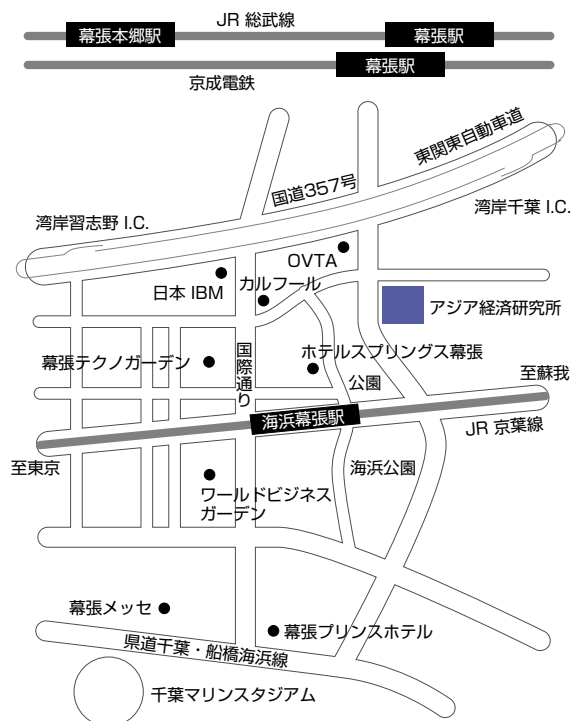 JR 総武線
幕張本郷駅
幕張駅
幕張駅
京成電鉄
東関東自動車道
国道357号
湾岸習志野 I.C.
湾岸千葉 I.C.
OVTA
日本 IBM
カルフール
アジア経済研究所
国際通り
幕張テクノガーデン
ホテルスプリングス幕張
公園
至蘇我
海浜幕張駅
JR 京葉線
至東京
海浜公園
ワールドビジネス
ガーデン
幕張メッセ
幕張プリンスホテル
県道千葉・船橋海浜線
千葉マリンスタジアム